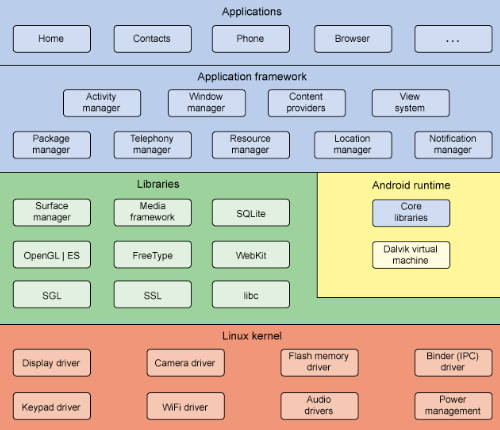 Applications
Home
Contacts
Phone
Browser
...
Application framework
Activity
manager
Window
manager
Content
providers
View
system
Package
manager
Telephony
manager
Resource
manager
Location
manager
Notification
manager
Libraries
Surface
manager
Media
framework
SQLite
OpenGL | ES
FreeType
WebKit
SGL
SSL
libc
Android runtime
Core
libraries
Dalvik virtual
machine
Linux kernel
Display driver
Camera driver
Flash memory
driver
Binder (IPC)
driver
Keypad driver
WiFi driver
Audio
drivers
Power
management